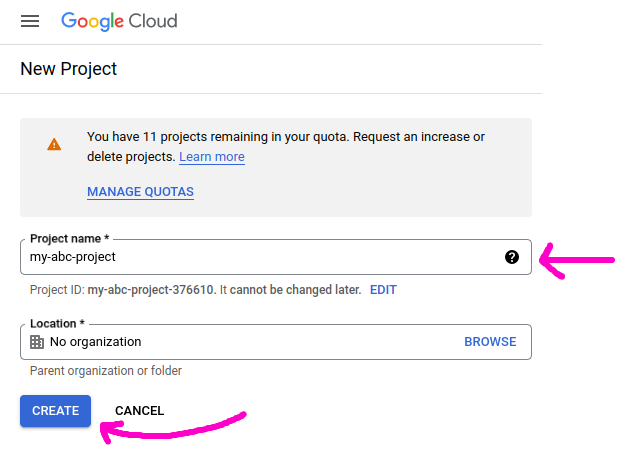 Google Cloud
New Project
You have 11 projects remaining in your quota. Request an increase or
delete projects. Learn more
MANAGE QUOTAS
Project name *
my-abc-project
Project ID: my-abc-project-376610. It cannot be changed later. EDIT
Location *
No organization BROWSE
Parent organization or folder
CREATE CANCEL